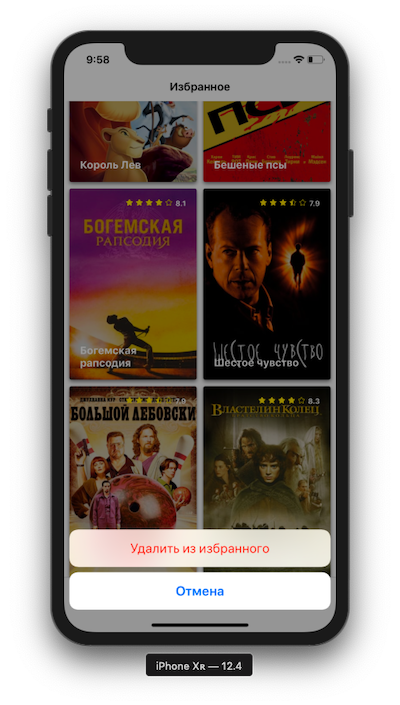 9:58
Избранное
ПС
Король Лев
Бешеные псы
8.1
7.9
БОГЕМСКАЯ
РАПСОДИЯ
Богемская
рапсодия
ШЕСТОЕ ЧУВСТВО
Шестое чувство
7.9
8.3
БОЛЬШОЙ ЛЕБОВСКИ
ВЛАСТЕЛИН КОЛЕЦ
Удалить из избранного
Отмена
iPhone Xʀ — 12.4